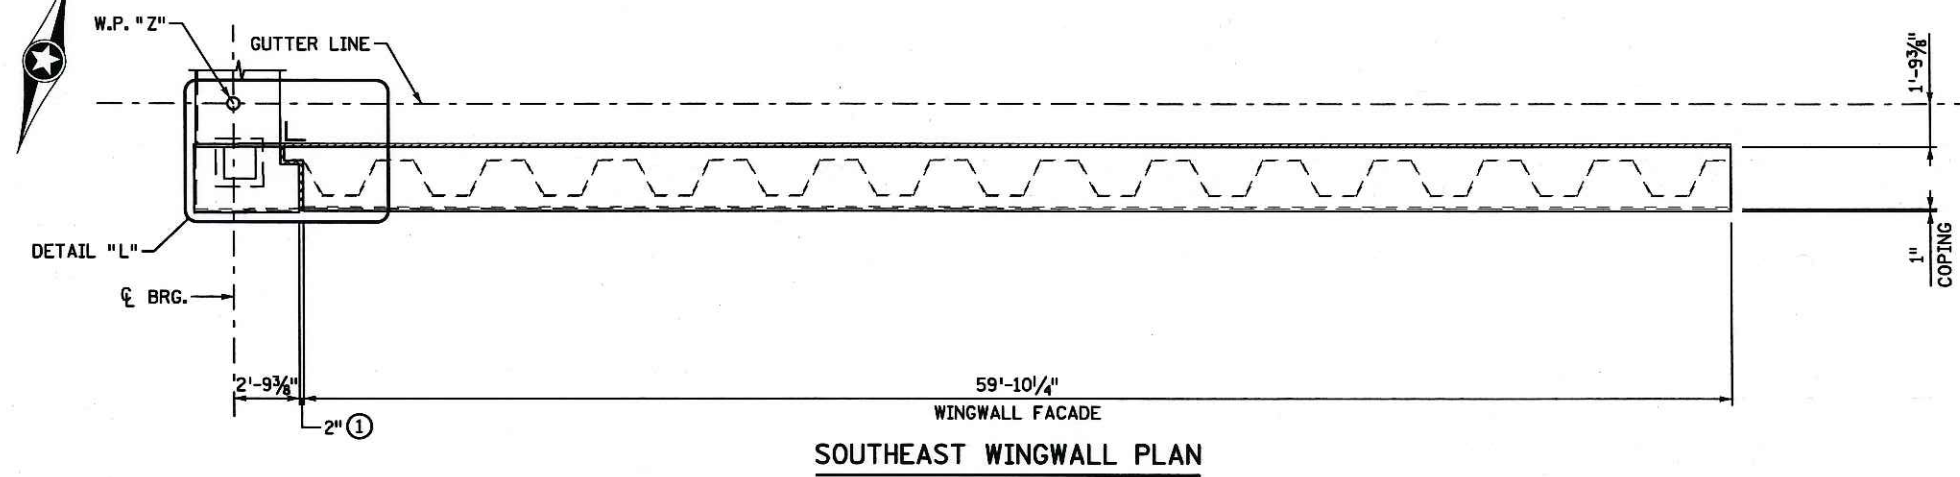 W.P. "Z"
GUTTER LINE
1'-9⅜"
DETAIL "L"
℄ BRG.
1"
COPING
2'-9⅜"
59'-10¼"
WINGWALL FACADE
2" ①
SOUTHEAST WINGWALL PLAN